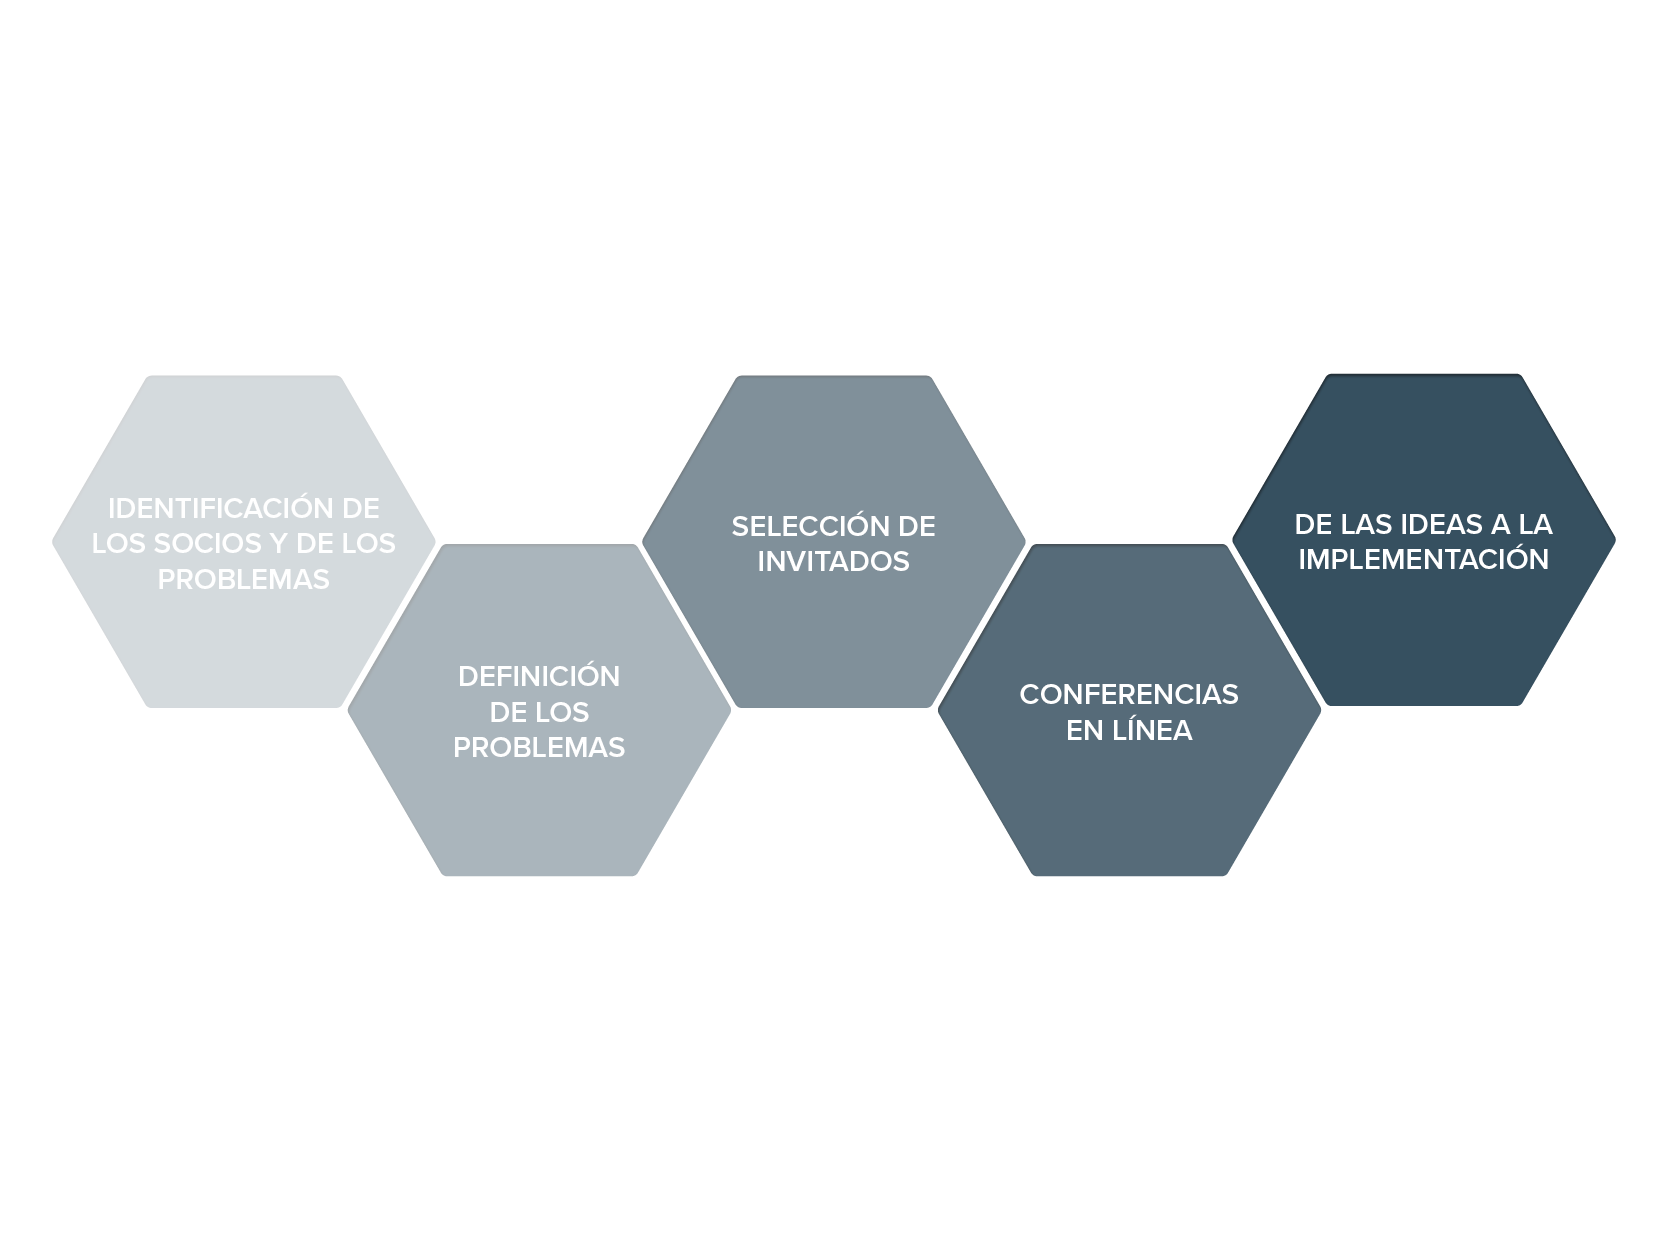 IDENTIFICACIÓN DE
LOS SOCIOS Y DE LOS
PROBLEMAS
DEFINICIÓN
DE LOS
PROBLEMAS
SELECCIÓN DE
INVITADOS
CONFERENCIAS
EN LÍNEA
DE LAS IDEAS A LA
IMPLEMENTACIÓN